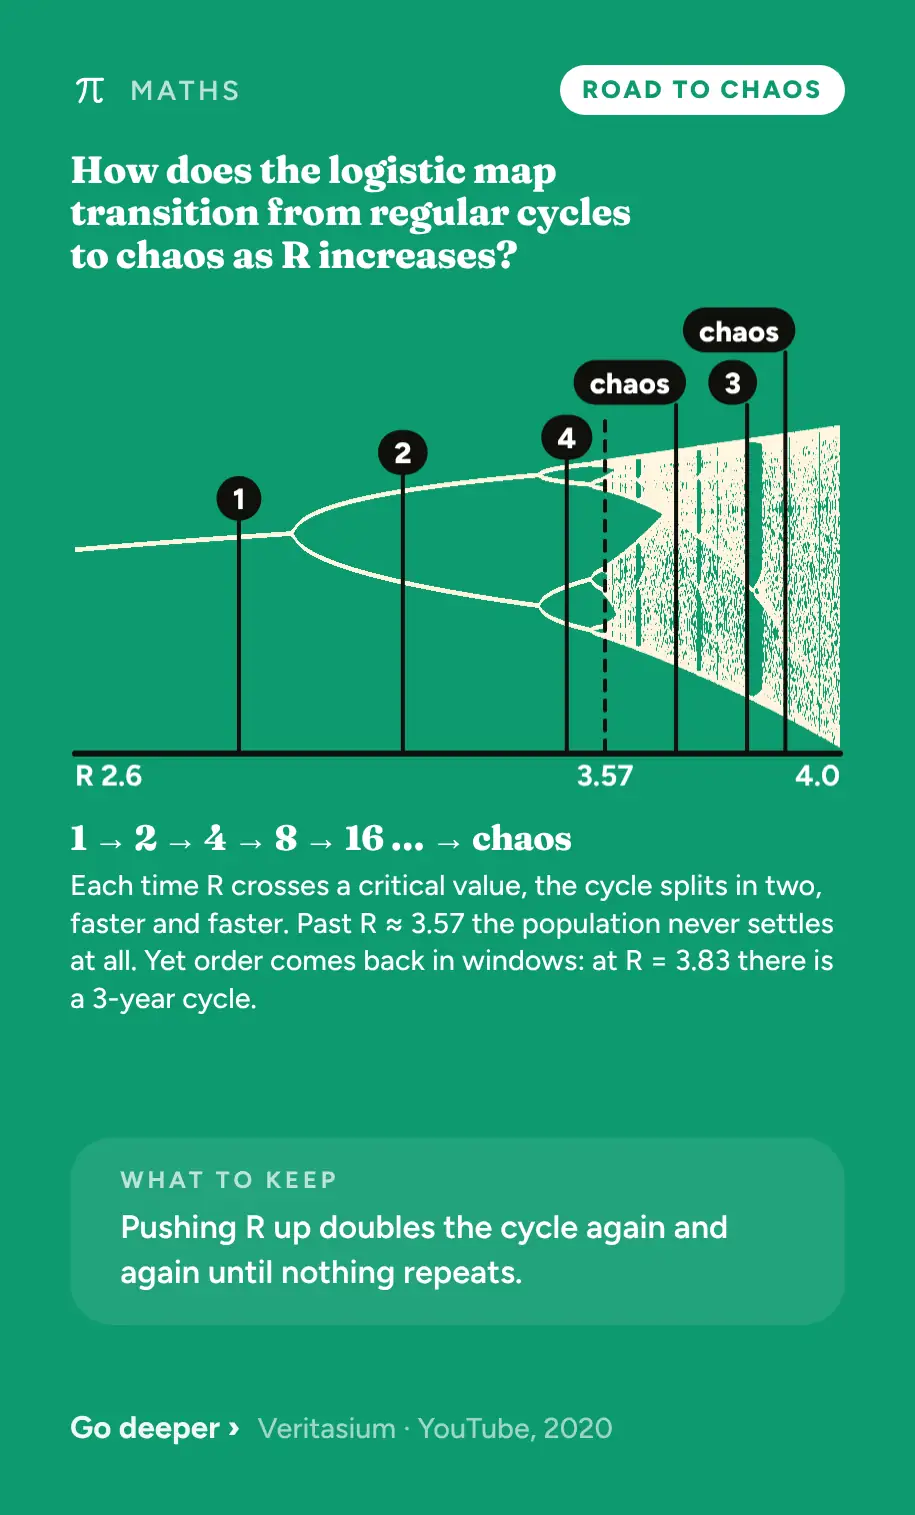 π MATHS
ROAD TO CHAOS
How does the logistic map
transition from regular cycles
to chaos as R increases?
chaos
chaos
3
4
2
1
R 2.6
3.57
4.0
1 → 2 → 4 → 8 → 16 ... → chaos
Each time R crosses a critical value, the cycle splits in two,
faster and faster. Past R ≈ 3.57 the population never settles
at all. Yet order comes back in windows: at R = 3.83 there is
a 3-year cycle.
WHAT TO KEEP
Pushing R up doubles the cycle again and
again until nothing repeats.
Go deeper › Veritasium · YouTube, 2020